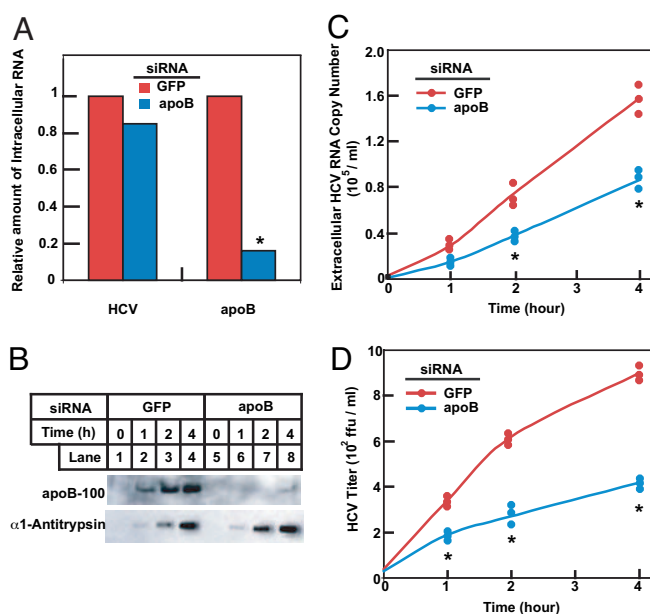 A
siRNA
GFP
apoB
Relative amount of Intracellular RNA
1
0.8
0.6
0.4
0.2
0
*
HCV apoB
B
siRNA GFP apoB
Time (h) 0 1 2 4 0 1 2 4
Lane 1 2 3 4 5 6 7 8
apoB-100
α1-Antitrypsin
C
siRNA
GFP
apoB
Extracellular HCV RNA Copy Number
(10⁵/ ml)
2.0
1.6
1.2
0.8
0.4
0
* *
0 1 2 3 4
Time (hour)
D
siRNA
GFP
apoB
HCV Titer (10² ffu / ml)
10
8
6
4
2
0
* * *
0 1 2 3 4
Time (hour)